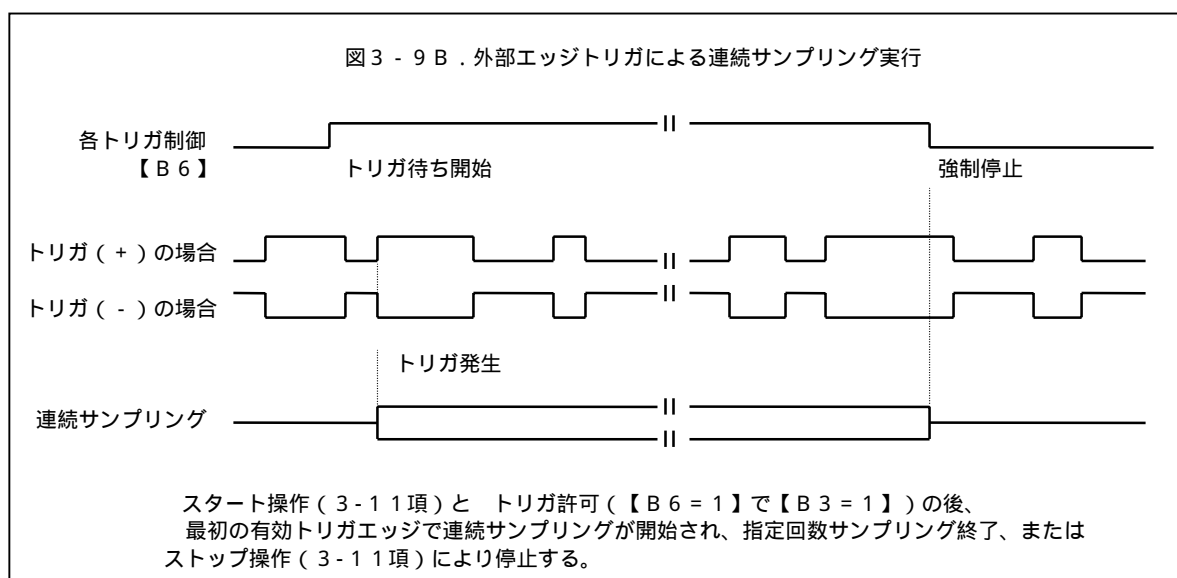 図3-9B.外部エッジトリガによる連続サンプリング実行
各トリガ制御
【B6】
トリガ待ち開始
強制停止
トリガ(+)の場合
トリガ(-)の場合
トリガ発生
連続サンプリング
スタート操作(3-11項)と トリガ許可(【B6=1】で【B3=1】)の後、
最初の有効トリガエッジで連続サンプリングが開始され、指定回数サンプリング終了、または
ストップ操作(3-11項)により停止する。